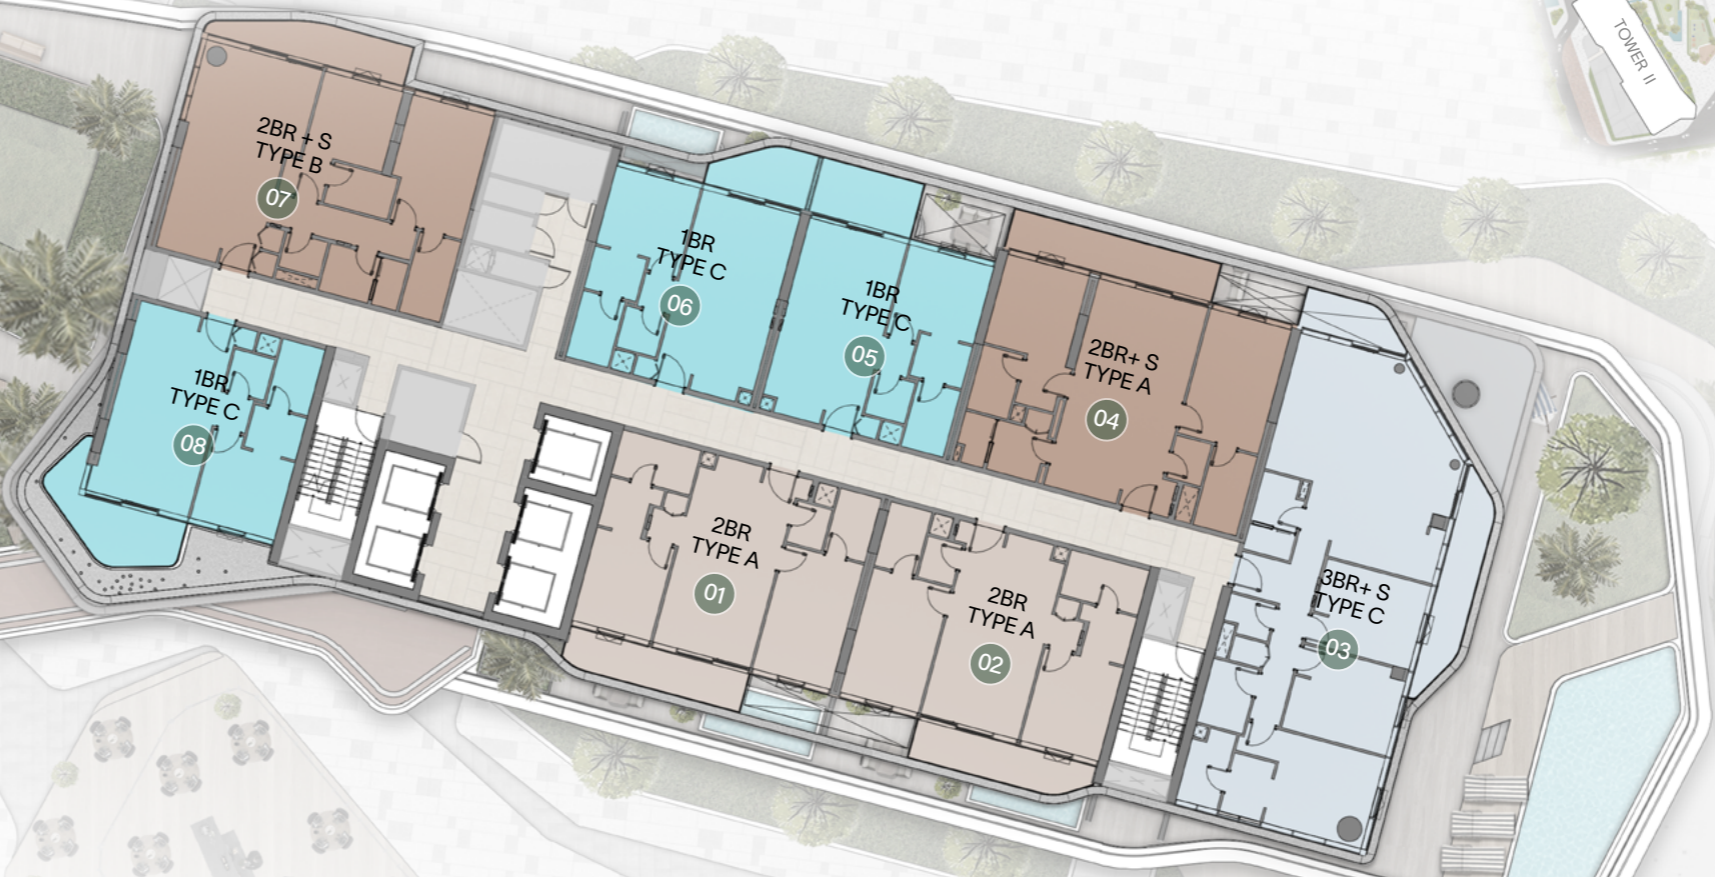 TOWER II
2BR + S
TYPE B
07
1BR
TYPE C
06
1BR
TYPE C
05
2BR+ S
TYPE A
04
1BR
TYPE C
08
2BR
TYPE A
01
2BR
TYPE A
02
3BR+ S
TYPE C
03